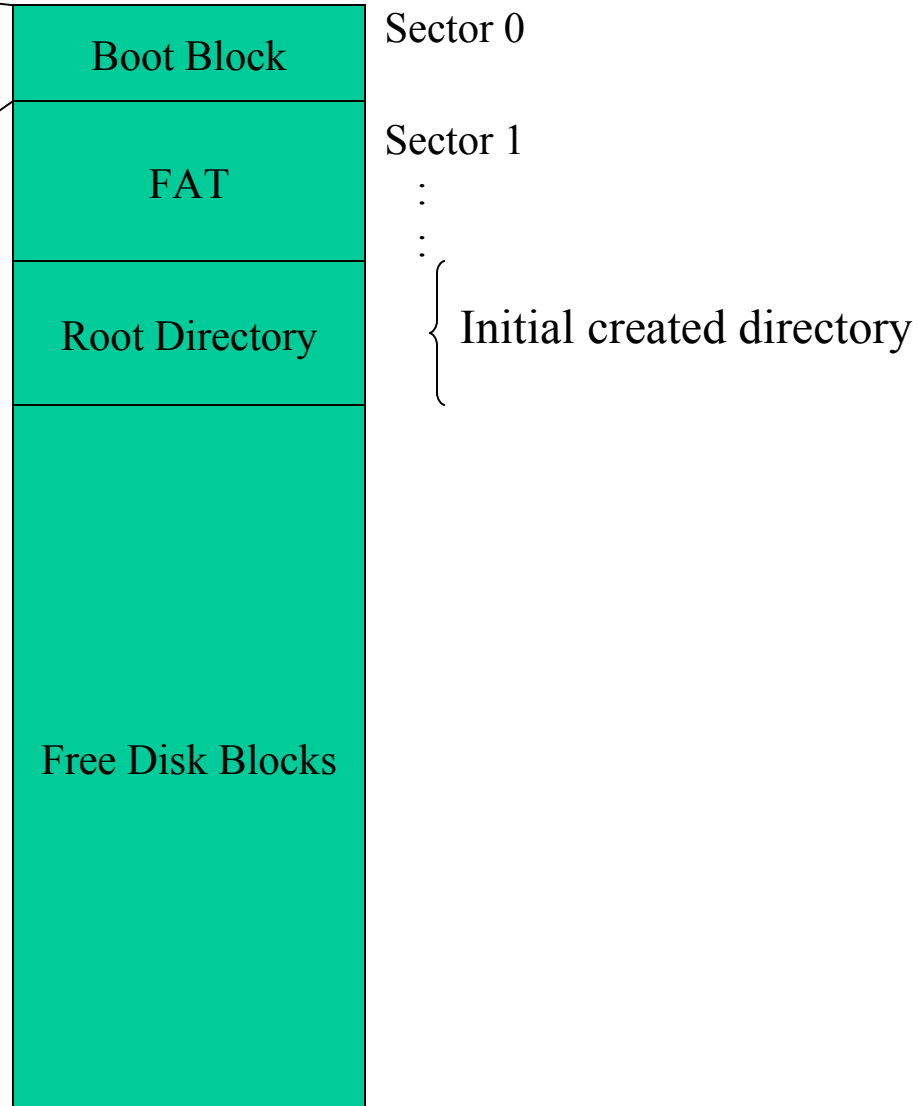 Boot Block
Sector 0
FAT
Sector 1
:
:
Root Directory
Initial created directory
Free Disk Blocks